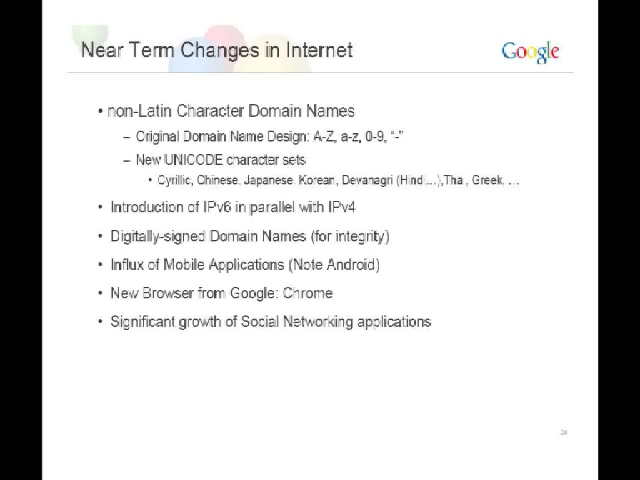 Near Term Changes in Internet
Google
• non-Latin Character Domain Names
– Original Domain Name Design: A-Z, a-z, 0-9, "-"
– New UNICODE character sets
• Cyrillic, Chinese, Japanese, Korean, Devanagri (Hindi...),Thai, Greek, ...
• Introduction of IPv6 in parallel with IPv4
• Digitally-signed Domain Names (for integrity)
• Influx of Mobile Applications (Note Android)
• New Browser from Google: Chrome
• Significant growth of Social Networking applications